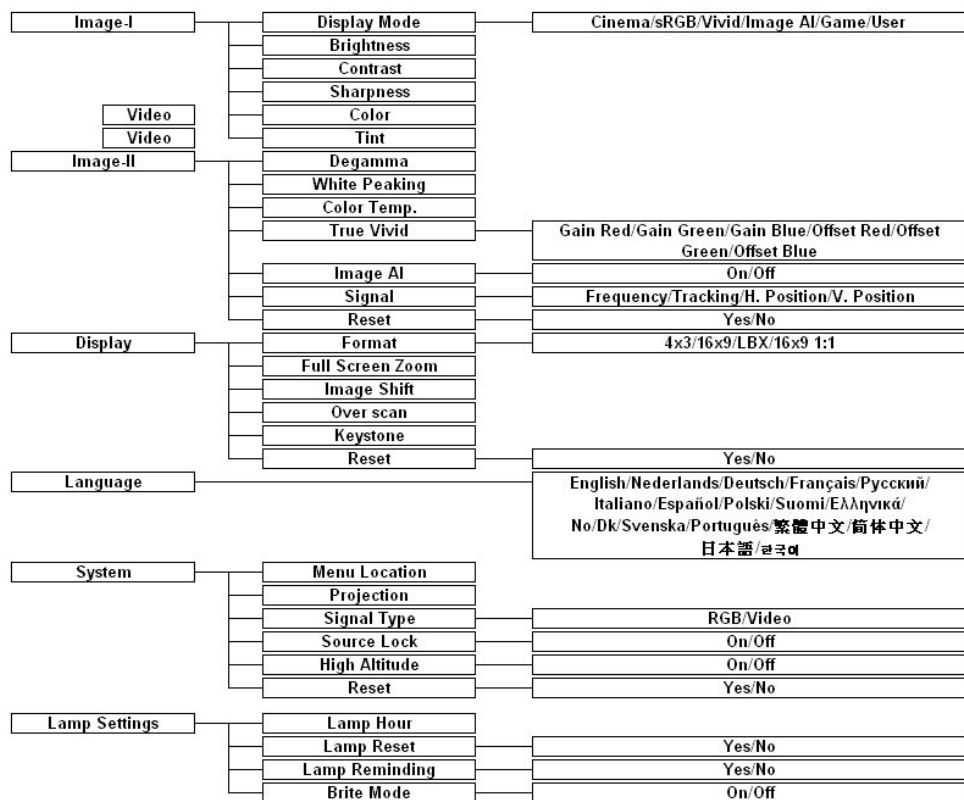 Image-I Display Mode Cinema/sRGB/Vivid/Image AI/Game/User
Brightness
Contrast
Sharpness
Video Color
Video Tint
Image-II Degamma
White Peaking
Color Temp.
True Vivid Gain Red/Gain Green/Gain Blue/Offset Red/Offset
Green/Offset Blue
Image AI On/Off
Signal Frequency/Tracking/H. Position/V. Position
Reset Yes/No
Display Format 4x3/16x9/LBX/16x9 1:1
Full Screen Zoom
Image Shift
Over scan
Keystone
Reset Yes/No
Language English/Nederlands/Deutsch/Français/Русский/
Italiano/Español/Polski/Suomi/Ελληνικά/
No/Dk/Svenska/Português/繁體中文/简体中文/
日本語/한국어
System Menu Location
Projection
Signal Type RGB/Video
Source Lock On/Off
High Altitude On/Off
Reset Yes/No
Lamp Settings Lamp Hour
Lamp Reset Yes/No
Lamp Reminding Yes/No
Brite Mode On/Off